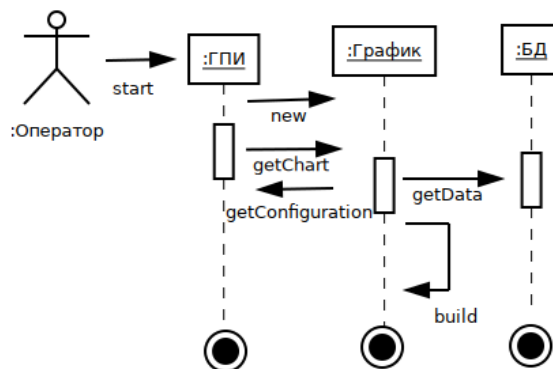 :ГПИ
:График
:БД
start
new
:Оператор
getChart
getData
getConfiguration
build